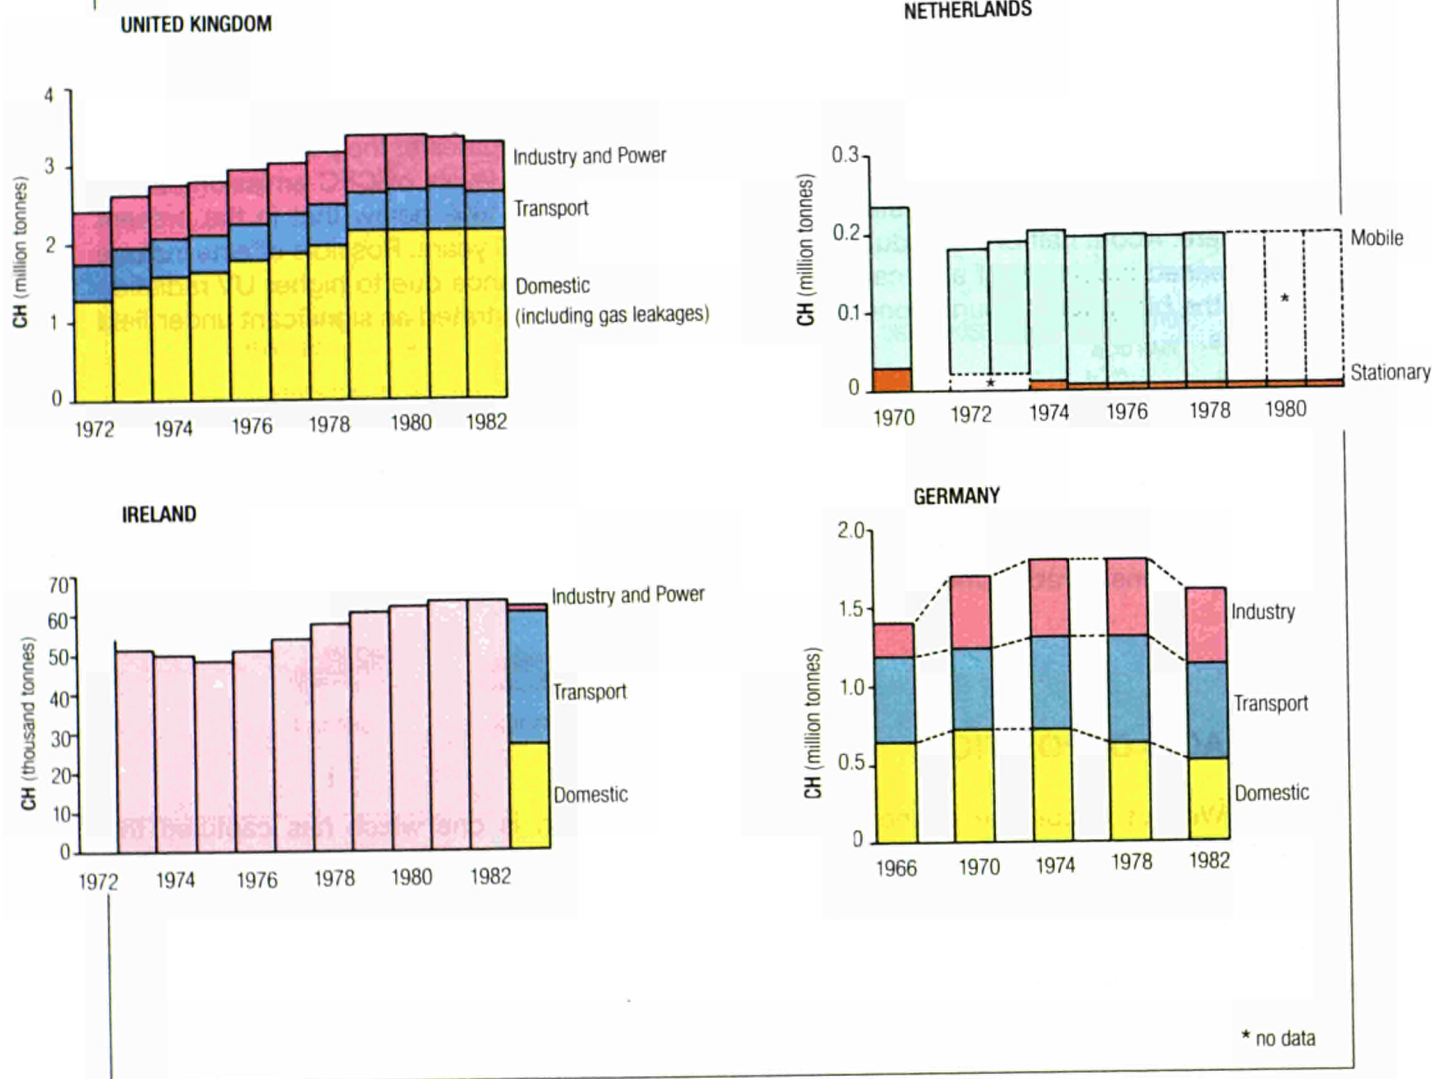 UNITED KINGDOM
4
3
2
1
0
CH (million tonnes)
Industry and Power
Transport
Domestic
(including gas leakages)
1972 1974 1976 1978 1980 1982
NETHERLANDS
0.3
0.2
0.1
0
CH (million tonnes)
Mobile
*
Stationary
*
1970 1972 1974 1976 1978 1980
IRELAND
70
60
50
40
30
20
10
0
CH (thousand tonnes)
Industry and Power
Transport
Domestic
1972 1974 1976 1978 1980 1982
GERMANY
2.0
1.5
1.0
0.5
0
CH (million tonnes)
Industry
Transport
Domestic
1966 1970 1974 1978 1982
* no data